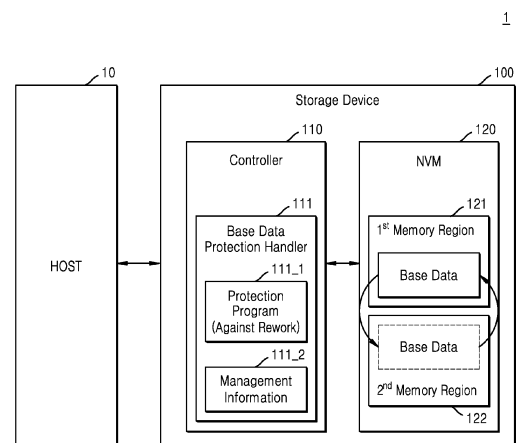 1
10
100
Storage Device
110
120
Controller
NVM
111
121
Base Data
Protection Handler
1st Memory Region
HOST
111_1
Base Data
Protection
Program
(Against Rework)
111_2
Base Data
Management
Information
2nd Memory Region
122